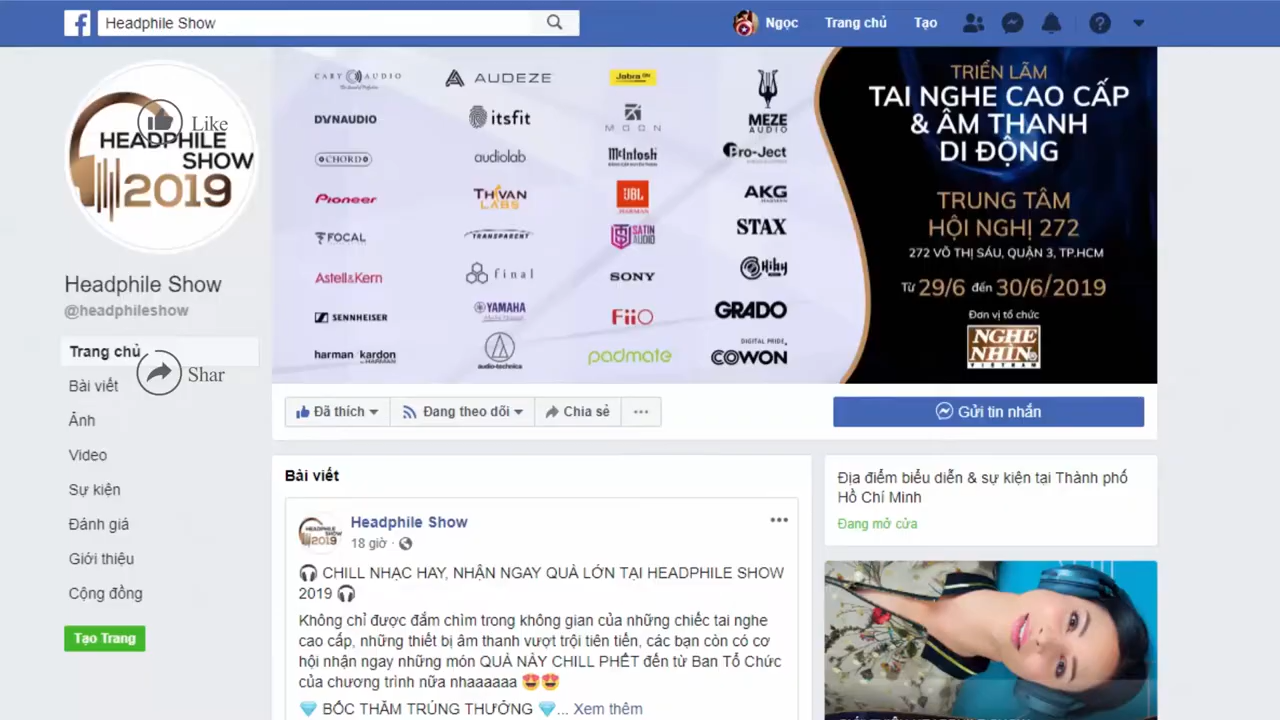 Headphile Show
Ngọc
Trang chủ
Tạo
HEADPHILE
SHOW
2019
Like
Headphile Show
@headphileshow
Trang chủ
Shar
Bài viết
Ảnh
Video
Sự kiện
Đánh giá
Giới thiệu
Cộng đồng
Tạo Trang
CARY AUDIO
AUDEZE
Jabra GN
DYNAUDIO
itsfit
MOON
MEZE
AUDIO
CHORD
audiolab
McIntosh
Pro-Ject
Pioneer
THIVAN
LABS
JBL
HARMAN
AKG
HARMAN
FOCAL
TRANSPARENT
SATIN
AUDIO
STAX
Astell&Kern
final
SONY
Hiby
SENNHEISER
YAMAHA
FiiO
GRADO
harman kardon
by HARMAN
audio-technica
padmate
DIGITAL PRIDE
COWON
TRIỂN LÃM
TAI NGHE CAO CẤP
& ÂM THANH
DI ĐỘNG
TRUNG TÂM
HỘI NGHỊ 272
272 VÕ THỊ SÁU, QUẬN 3, TP.HCM
Từ 29/6 đến 30/6/2019
Đơn vị tổ chức
NGHE
NHÌN
VIETNAM
Đã thích
Đang theo dõi
Chia sẻ
Gửi tin nhắn
Bài viết
Headphile Show
18 giờ ·
🎧 CHILL NHẠC HAY, NHẬN NGAY QUÀ LỚN TẠI HEADPHILE SHOW
2019 🎧
Không chỉ được đắm chìm trong không gian của những chiếc tai nghe
cao cấp, những thiết bị âm thanh vượt trội tiên tiến, các bạn còn có cơ
hội nhận ngay những món QUÀ NÀY CHILL PHẾT đến từ Ban Tổ Chức
của chương trình nữa nhaaaaaa 😍😍
💎 BỐC THĂM TRÚNG THƯỞNG 💎... Xem thêm
Địa điểm biểu diễn & sự kiện tại Thành phố
Hồ Chí Minh
Đang mở cửa